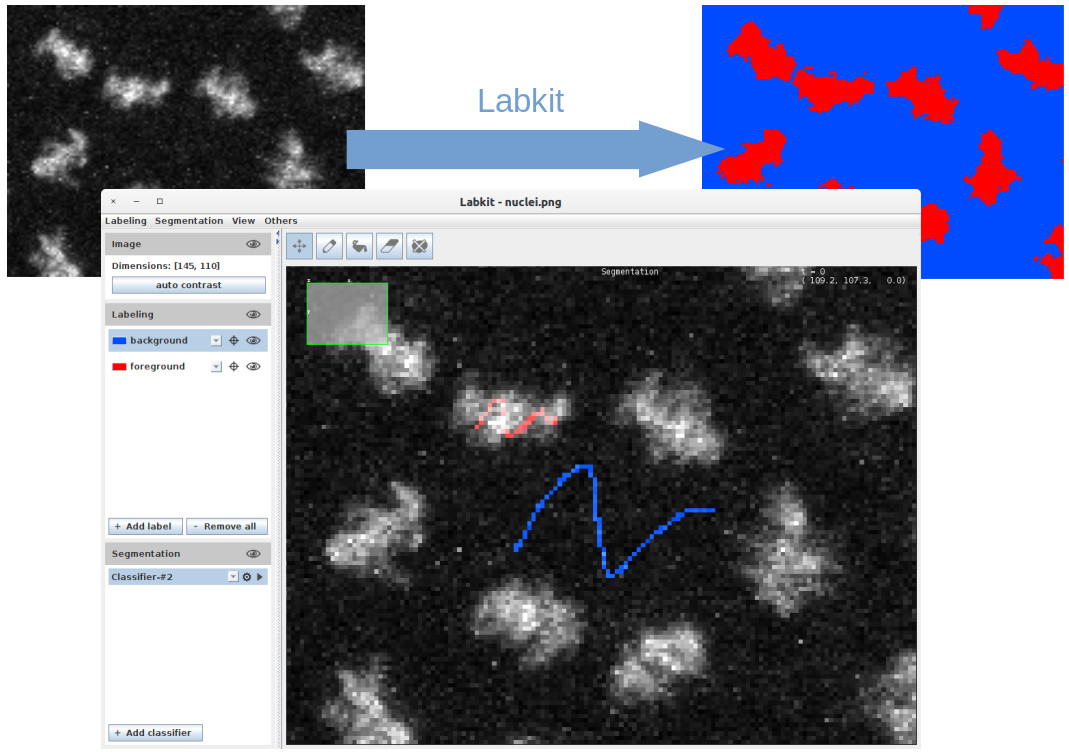 Labkit
Labkit - nuclei.png
Labeling Segmentation View Others
Image
Dimensions: [145, 110]
auto contrast
Labeling
background
foreground
+ Add label - Remove all
Segmentation
Classifier-#2
+ Add classifier
Segmentation
t = 0
( 109.2, 107.3, 0.0)